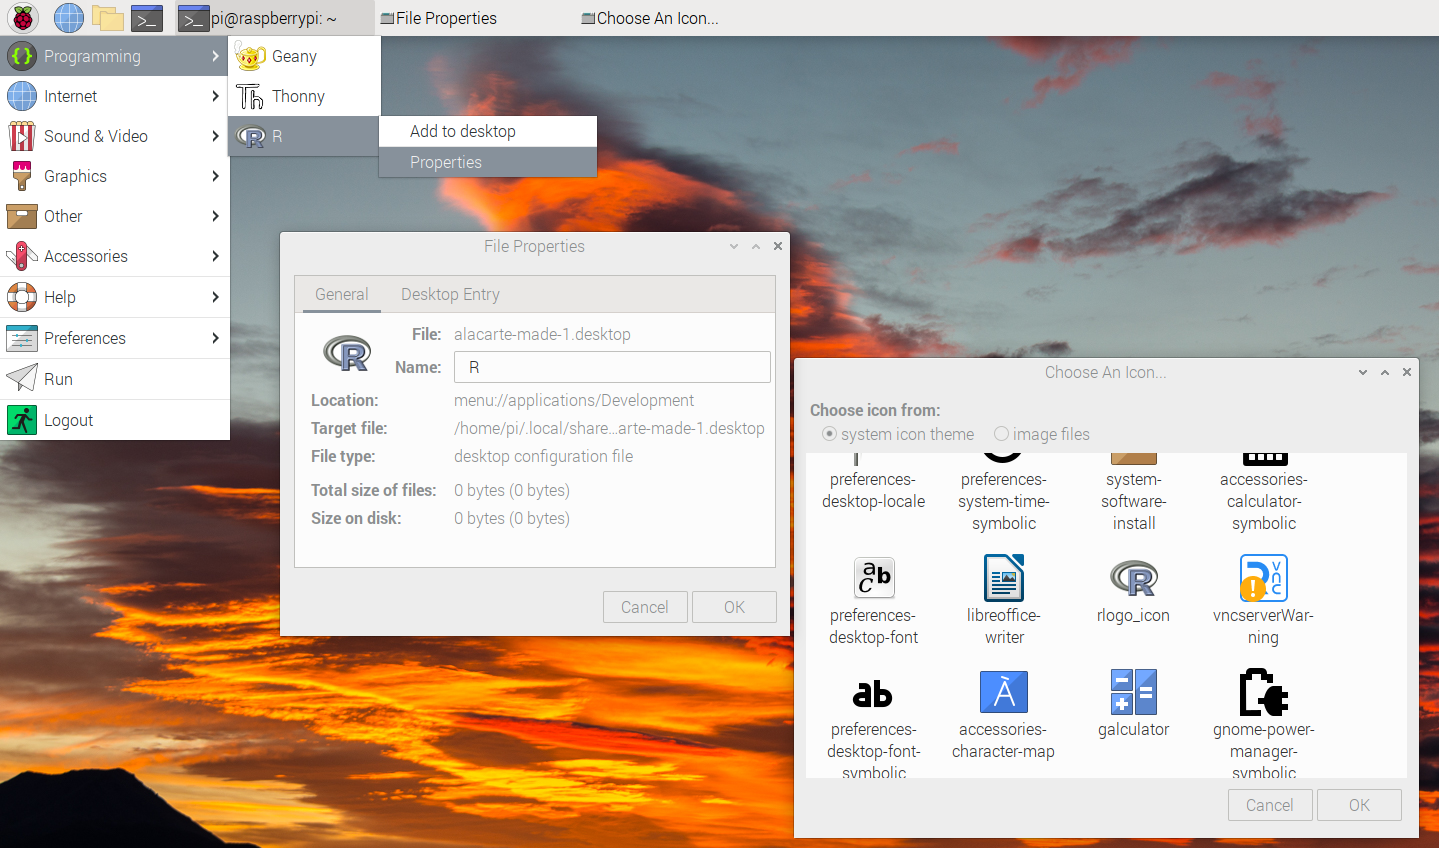 pi@raspberrypi: ~
File Properties
Choose An Icon...
Programming
Internet
Sound & Video
Graphics
Other
Accessories
Help
Preferences
Run
Logout
Geany
Thonny
R
Add to desktop
Properties
File Properties
General
Desktop Entry
File: alacarte-made-1.desktop
Name: R
Location: menu://applications/Development
Target file: /home/pi/.local/share...arte-made-1.desktop
File type: desktop configuration file
Total size of files: 0 bytes (0 bytes)
Size on disk: 0 bytes (0 bytes)
Cancel
OK
Choose An Icon...
Choose icon from:
system icon theme
image files
preferences-
desktop-locale
preferences-
system-time-
symbolic
system-
software-
install
accessories-
calculator-
symbolic
preferences-
desktop-font
libreoffice-
writer
rlogo_icon
vncserverWar-
ning
preferences-
desktop-font-
symbolic
accessories-
character-map
galculator
gnome-power-
manager-
symbolic
Cancel
OK